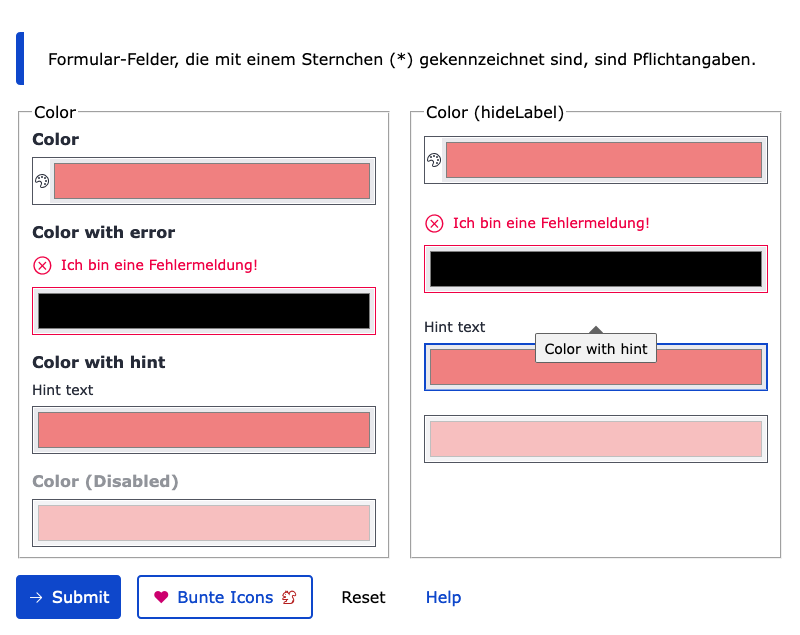 Formular-Felder, die mit einem Sternchen (*) gekennzeichnet sind, sind Pflichtangaben.
Color
Color
Color with error
Ich bin eine Fehlermeldung!
Color with hint
Hint text
Color (Disabled)
Color (hideLabel)
Ich bin eine Fehlermeldung!
Hint text
Color with hint
Submit
Bunte Icons
Reset
Help